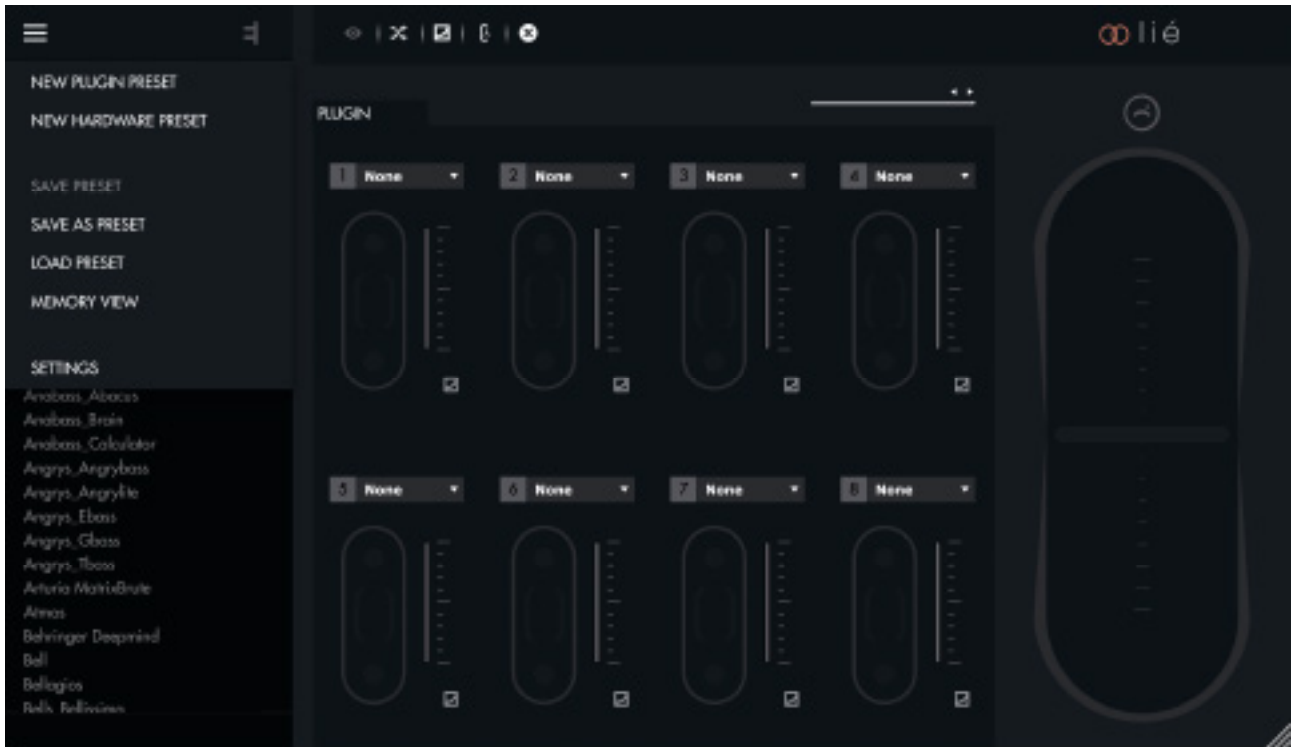 lié
NEW PLUGIN PRESET
NEW HARDWARE PRESET
SAVE PRESET
SAVE AS PRESET
LOAD PRESET
MEMORY VIEW
SETTINGS
Anabass_Abacus
Anabass_Brain
Anabass_Calculator
Angrys_Angrybass
Angrys_Angrylite
Angrys_Ebass
Angrys_Gbass
Angrys_Tbass
Arturia MatrixBrute
Atmos
Behringer Deepmind
Bell
Bellagios
Bells_Bellissimo
PLUGIN
1 None
2 None
3 None
4 None
5 None
6 None
7 None
8 None